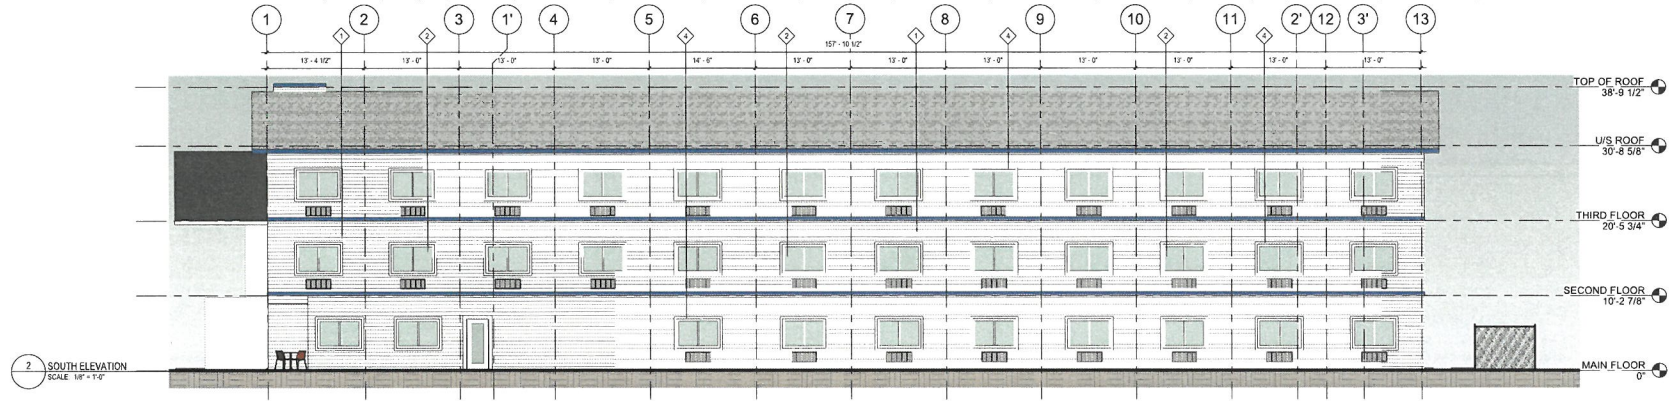 1 2 3 1' 4 5 6 7 8 9 10 11 2' 12 3' 13
1 2 4 2 1 4 2 4
157' - 10 1/2"
13' - 4 1/2" 13' - 0" 13' - 0" 13' - 0" 14' - 6" 13' - 0" 13' - 0" 13' - 0" 13' - 0" 13' - 0" 13' - 0" 13' - 0"
TOP OF ROOF
38'-9 1/2"
U/S ROOF
30'-8 5/8"
THIRD FLOOR
20'-5 3/4"
SECOND FLOOR
10'-2 7/8"
MAIN FLOOR
0"
2 SOUTH ELEVATION
SCALE 1/8" = 1'-0"